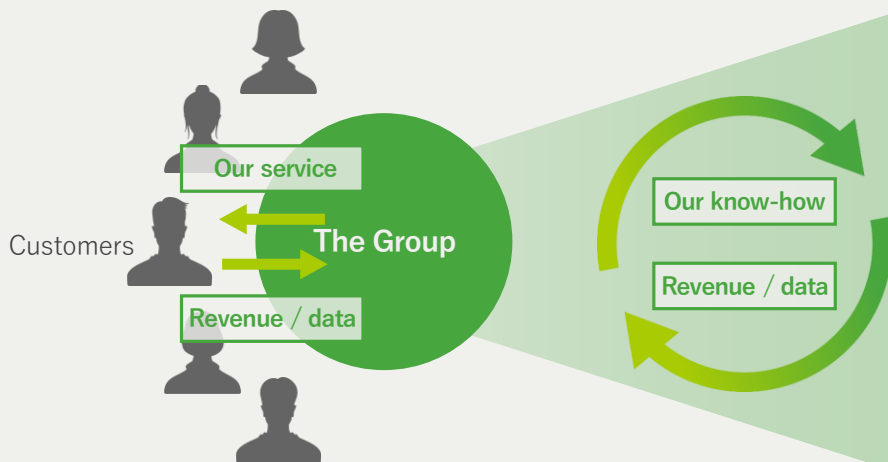 Our service
Customers
The Group
Revenue / data
Our know-how
Revenue / data